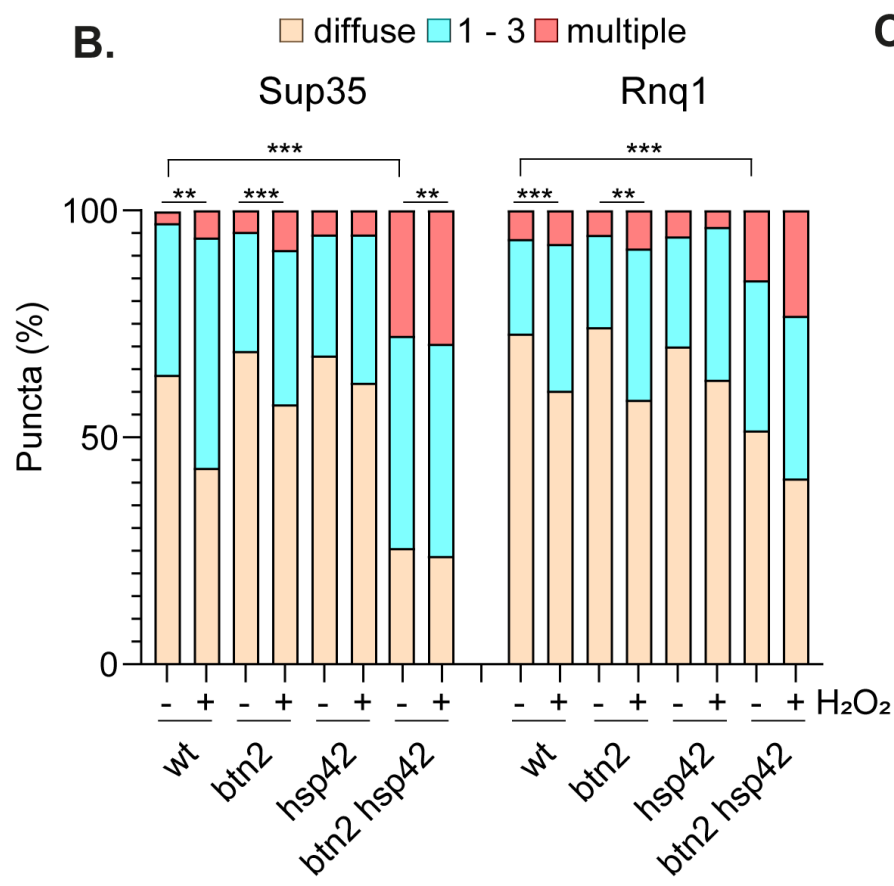 B.
C
diffuse 1 - 3 multiple
Sup35 Rnq1
*** ***
** *** ** *** **
100
50
0
Puncta (%)
- + - + - + - + - + - + - + - + H₂O₂
wt btn2 hsp42 btn2 hsp42 wt btn2 hsp42 btn2 hsp42